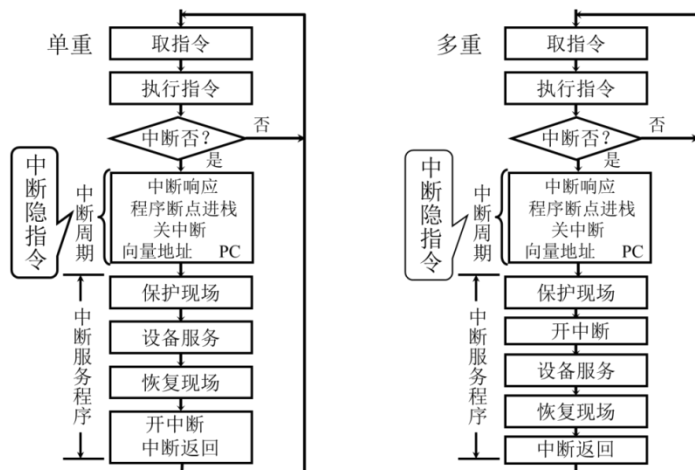 单重
取指令
执行指令
中断否？
否
是
中断隐指令
中断周期
中断响应
程序断点进栈
关中断
向量地址 PC
中断服务程序
保护现场
设备服务
恢复现场
开中断
中断返回
多重
取指令
执行指令
中断否？
否
是
中断隐指令
中断周期
中断响应
程序断点进栈
关中断
向量地址 PC
中断服务程序
保护现场
开中断
设备服务
恢复现场
中断返回